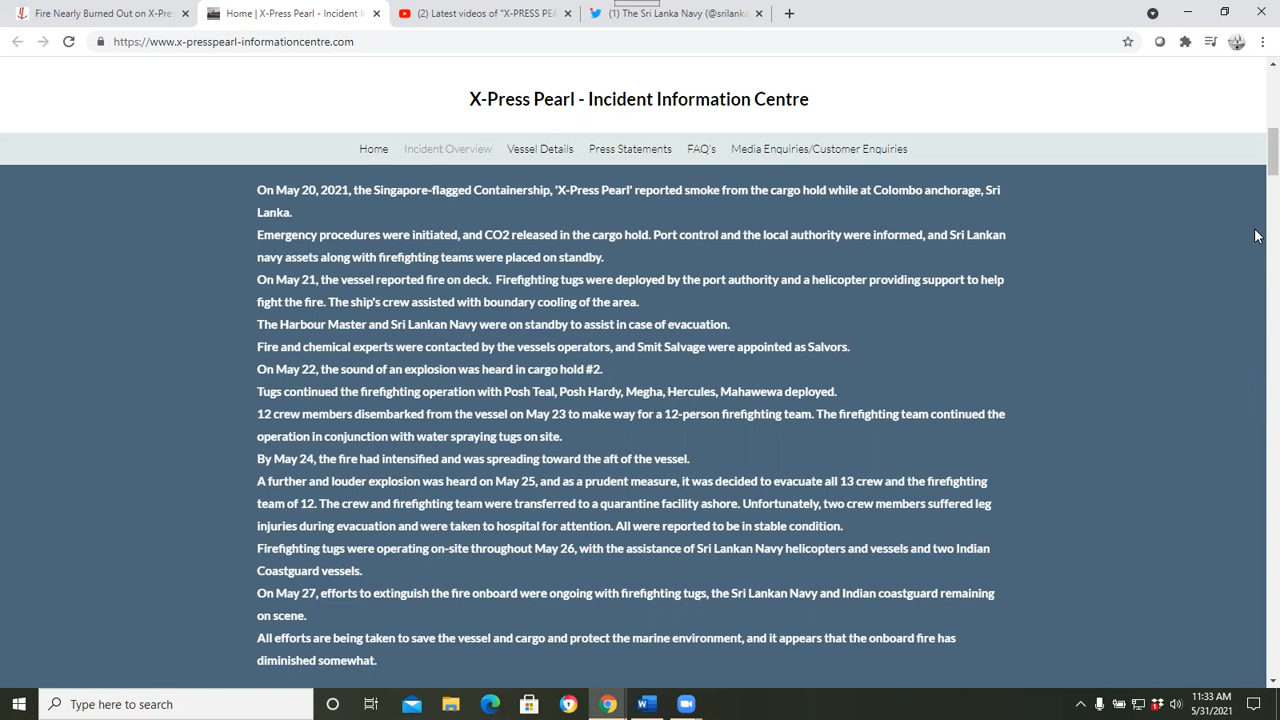 Fire Nearly Burned Out on X-Pres
Home | X-Press Pearl - Incident In
(2) Latest videos of "X-PRESS PEA
(1) The Sri Lanka Navy (@srilanka
https://www.x-presspearl-informationcentre.com
X-Press Pearl - Incident Information Centre
Home Incident Overview Vessel Details Press Statements FAQ's Media Enquiries/Customer Enquiries
On May 20, 2021, the Singapore-flagged Containership, 'X-Press Pearl' reported smoke from the cargo hold while at Colombo anchorage, Sri
Lanka.
Emergency procedures were initiated, and CO2 released in the cargo hold. Port control and the local authority were informed, and Sri Lankan
navy assets along with firefighting teams were placed on standby.
On May 21, the vessel reported fire on deck. Firefighting tugs were deployed by the port authority and a helicopter providing support to help
fight the fire. The ship's crew assisted with boundary cooling of the area.
The Harbour Master and Sri Lankan Navy were on standby to assist in case of evacuation.
Fire and chemical experts were contacted by the vessels operators, and Smit Salvage were appointed as Salvors.
On May 22, the sound of an explosion was heard in cargo hold #2.
Tugs continued the firefighting operation with Posh Teal, Posh Hardy, Megha, Hercules, Mahawewa deployed.
12 crew members disembarked from the vessel on May 23 to make way for a 12-person firefighting team. The firefighting team continued the
operation in conjunction with water spraying tugs on site.
By May 24, the fire had intensified and was spreading toward the aft of the vessel.
A further and louder explosion was heard on May 25, and as a prudent measure, it was decided to evacuate all 13 crew and the firefighting
team of 12. The crew and firefighting team were transferred to a quarantine facility ashore. Unfortunately, two crew members suffered leg
injuries during evacuation and were taken to hospital for attention. All were reported to be in stable condition.
Firefighting tugs were operating on-site throughout May 26, with the assistance of Sri Lankan Navy helicopters and vessels and two Indian
Coastguard vessels.
On May 27, efforts to extinguish the fire onboard were ongoing with firefighting tugs, the Sri Lankan Navy and Indian coastguard remaining
on scene.
All efforts are being taken to save the vessel and cargo and protect the marine environment, and it appears that the onboard fire has
diminished somewhat.
Type here to search
11:33 AM
5/31/2021